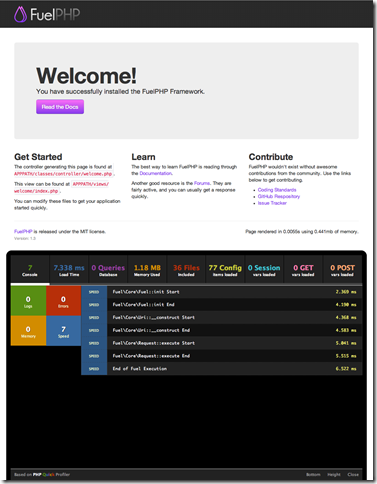 FuelPHP
Welcome!
You have successfully installed the FuelPHP Framework.
Read the Docs
Get Started
The controller generating this page is found at
APPPATH/classes/controller/welcome.php .
This view can be found at APPPATH/views/
welcome/index.php .
You can modify these files to get your application
started quickly.
Learn
The best way to learn FuelPHP is reading through
the Documentation.
Another good resource is the Forums. They are
fairly active, and you can usually get a response
quickly.
Contribute
FuelPHP wouldn't exist without awesome
contributions from the community. Use the links
below to get contributing.
Coding Standards
GitHub Respository
Issue Tracker
FuelPHP is released under the MIT license.
Page rendered in 0.0065s using 0.441mb of memory.
7 7.338 ms 0 Queries 1.18 MB 36 Files 77 Config 0 Session 0 GET 0 POST
Console Load Time Database Memory Used Included items loaded vars loaded vars loaded vars loaded
0 0
Logs Errors
0 7
Memory Speed
SPEED Fuel\Core\Fuel::init Start 2.369 ms
SPEED Fuel\Core\Fuel::init End 4.190 ms
SPEED Fuel\Core\Uri::__construct Start 4.368 ms
SPEED Fuel\Core\Uri::__construct End 4.583 ms
SPEED Fuel\Core\Request::execute Start 5.041 ms
SPEED Fuel\Core\Request::execute End 5.515 ms
SPEED End of Fuel Execution 6.522 ms
Based on PHP Quick Profiler Bottom Height Close